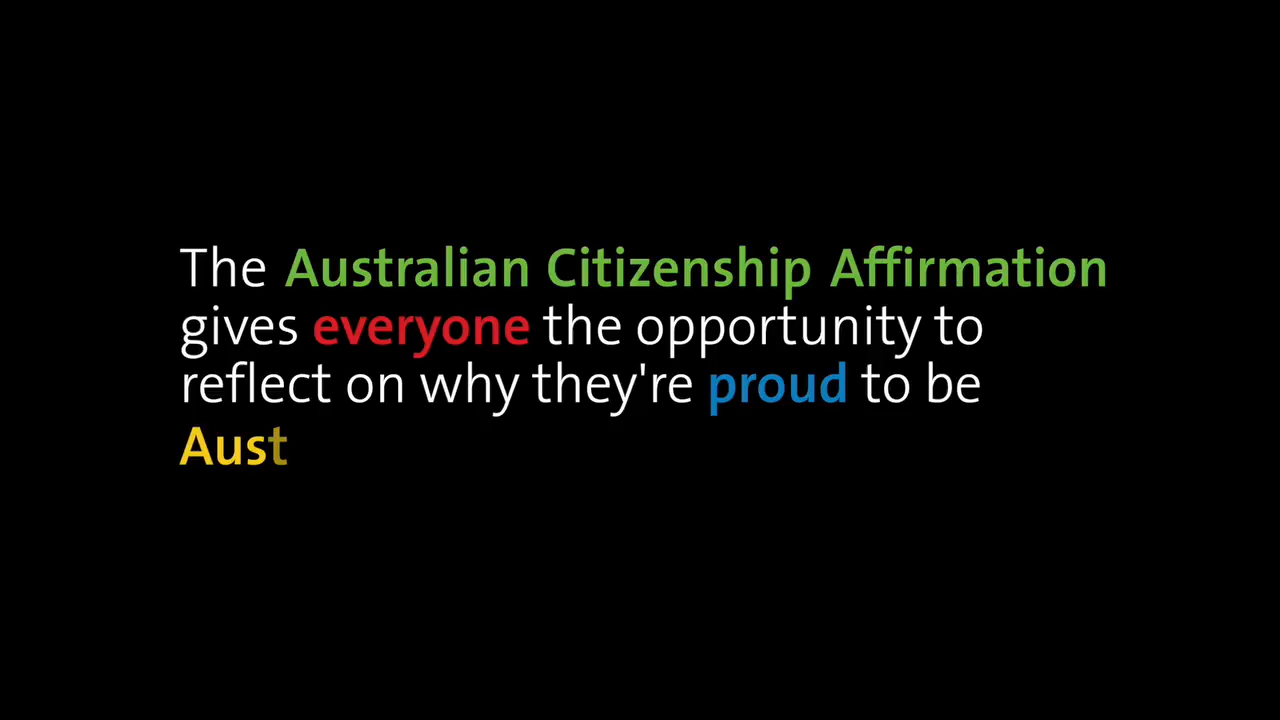 The Australian Citizenship Affirmation
gives everyone the opportunity to
reflect on why they're proud to be
Aust